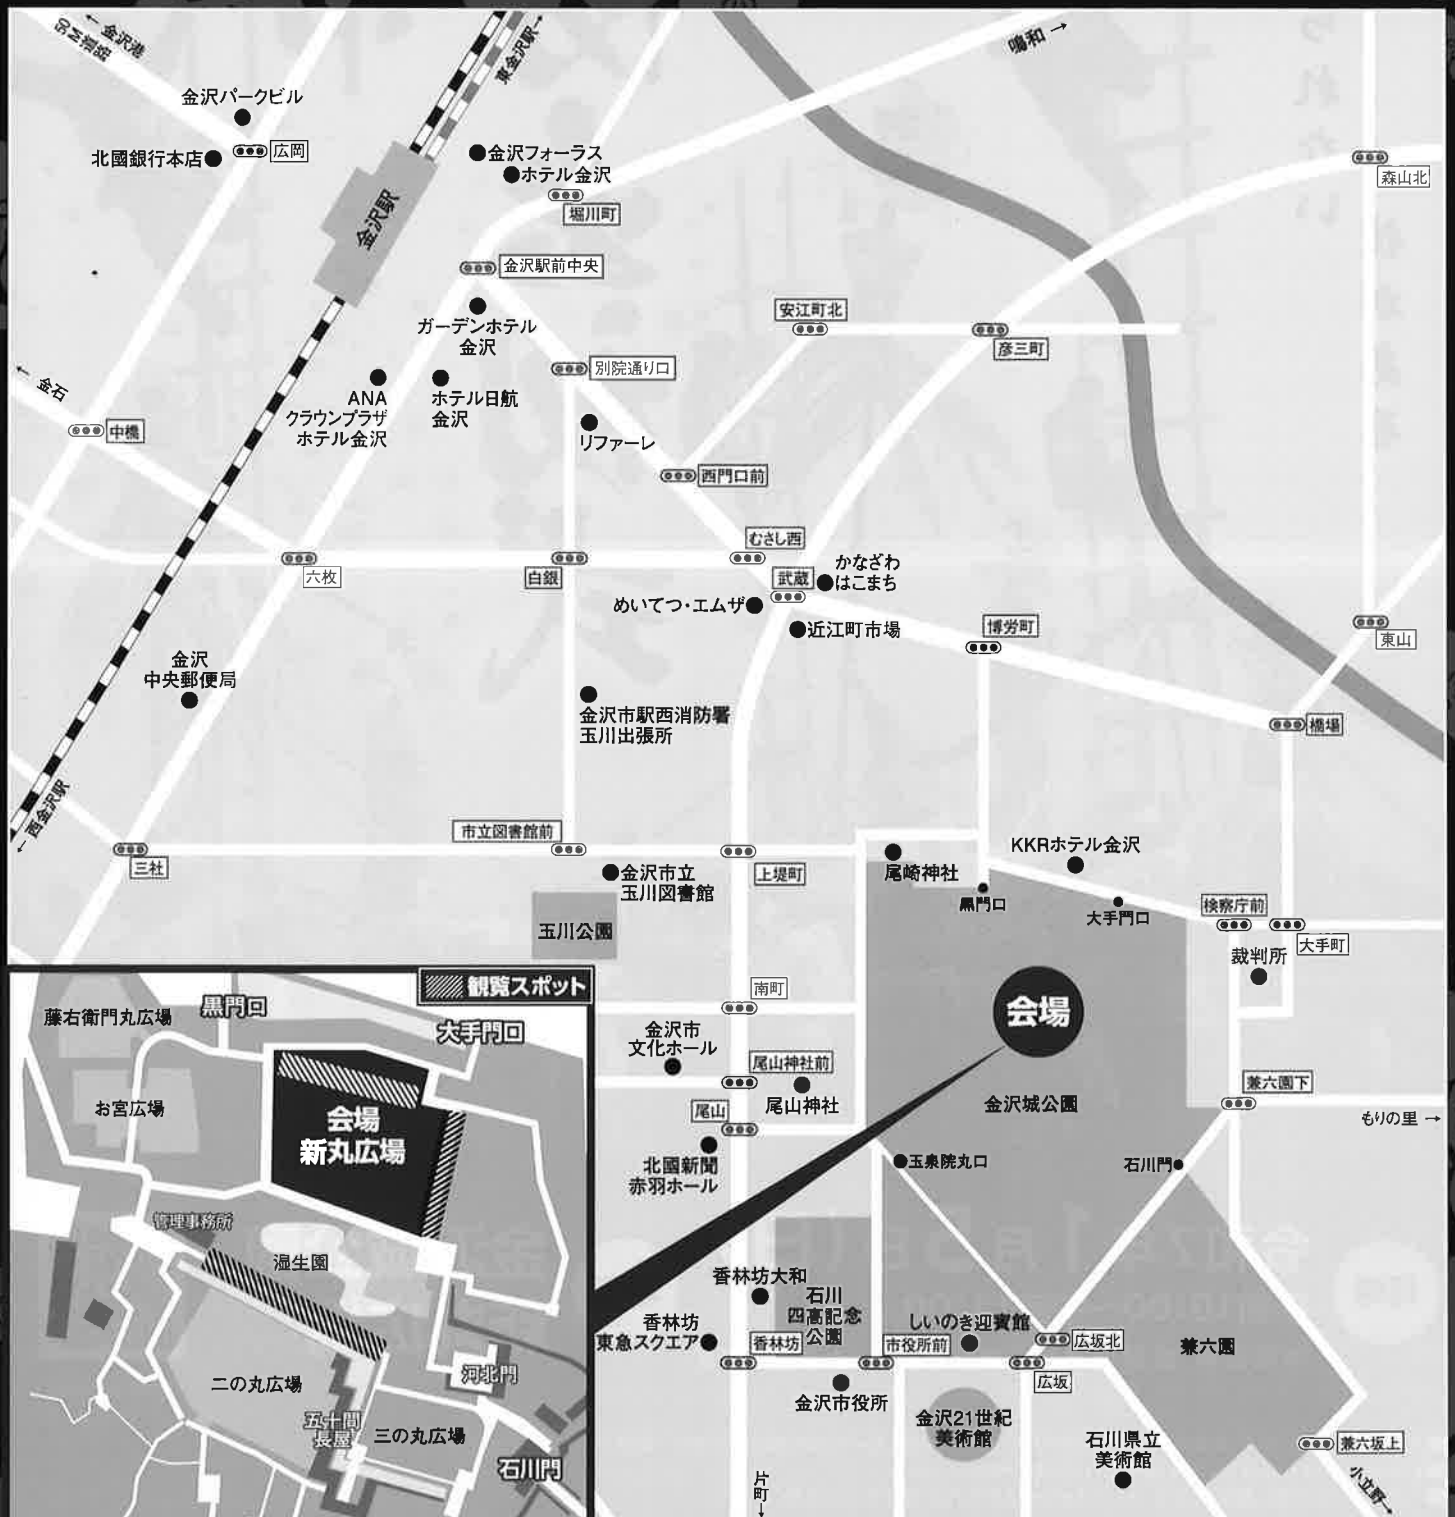 ← 金沢港
50M道路
金沢パークビル
北國銀行本店
広岡
東金沢駅→
鳴和 →
金沢フォーラス
ホテル金沢
堀川町
森山北
金沢駅
金沢駅前中央
ガーデンホテル
金沢
安江町北
彦三町
← 金石
ANA
クラウンプラザ
ホテル金沢
ホテル日航
金沢
別院通り口
リファーレ
中橋
西門口前
むさし西
六枚
白銀
武蔵
かなざわ
はこまち
めいてつ・エムザ
近江町市場
博労町
東山
金沢
中央郵便局
金沢市駅西消防署
玉川出張所
橋場
← 西金沢駅
三社
市立図書館前
上堤町
金沢市立
玉川図書館
玉川公園
尾崎神社
KKRホテル金沢
黒門口
大手門口
検察庁前
大手町
裁判所
会場
金沢城公園
南町
金沢市
文化ホール
尾山神社前
尾山神社
尾山
北國新聞
赤羽ホール
兼六園下
もりの里 →
玉泉院丸口
石川門
香林坊大和
石川
四高記念
公園
香林坊
東急スクエア
香林坊
市役所前
しいのき迎賓館
広坂北
広坂
兼六園
金沢市役所
金沢21世紀
美術館
石川県立
美術館
兼六坂上
小立野→
片町→
観覧スポット
藤右衛門丸広場
黒門口
大手門口
お宮広場
会場
新丸広場
管理事務所
湿生園
二の丸広場
河北門
五十間
長屋
三の丸広場
石川門